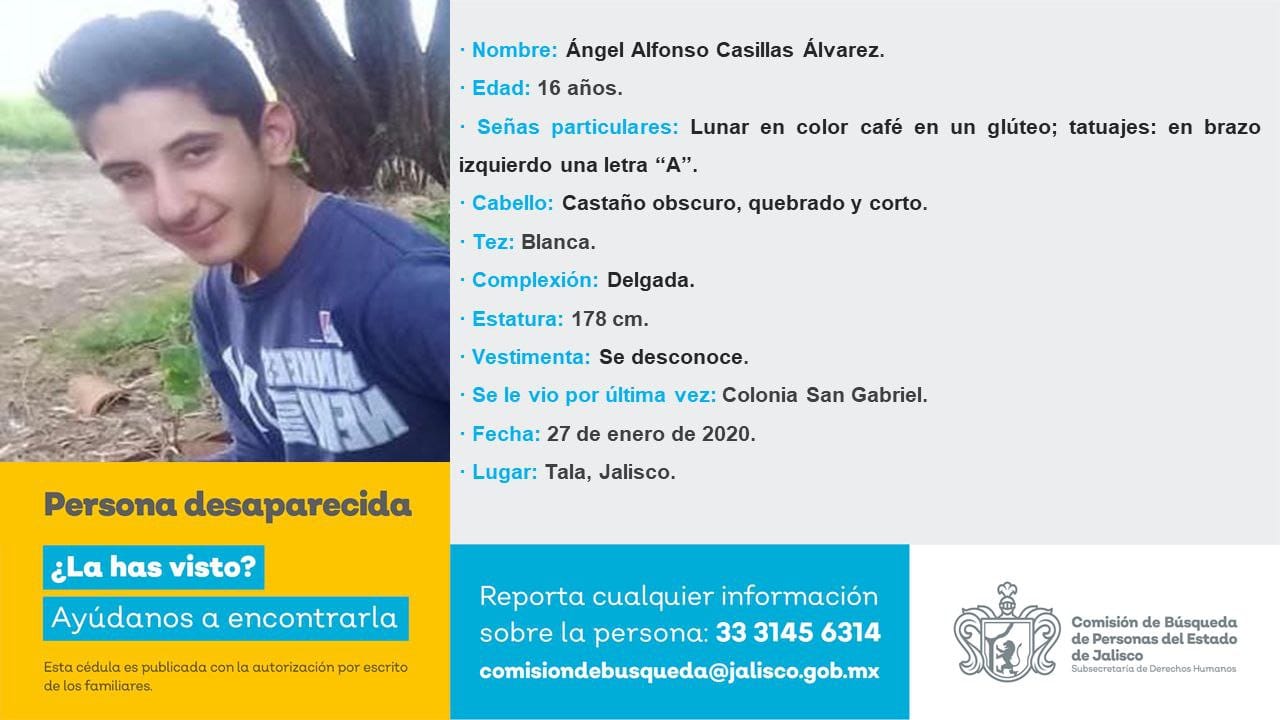 · Nombre: Ángel Alfonso Casillas Álvarez.
· Edad: 16 años.
· Señas particulares: Lunar en color café en un glúteo; tatuajes: en brazo
izquierdo una letra “A”.
· Cabello: Castaño obscuro, quebrado y corto.
· Tez: Blanca.
· Complexión: Delgada.
· Estatura: 178 cm.
· Vestimenta: Se desconoce.
· Se le vio por última vez: Colonia San Gabriel.
· Fecha: 27 de enero de 2020.
· Lugar: Tala, Jalisco.
Persona desaparecida
¿La has visto?
Ayúdanos a encontrarla
Esta cédula es publicada con la autorización por escrito
de los familiares.
Reporta cualquier información
sobre la persona: 33 3145 6314
comisiondebusqueda@jalisco.gob.mx
Comisión de Búsqueda
de Personas del Estado
de Jalisco
Subsecretaría de Derechos Humanos